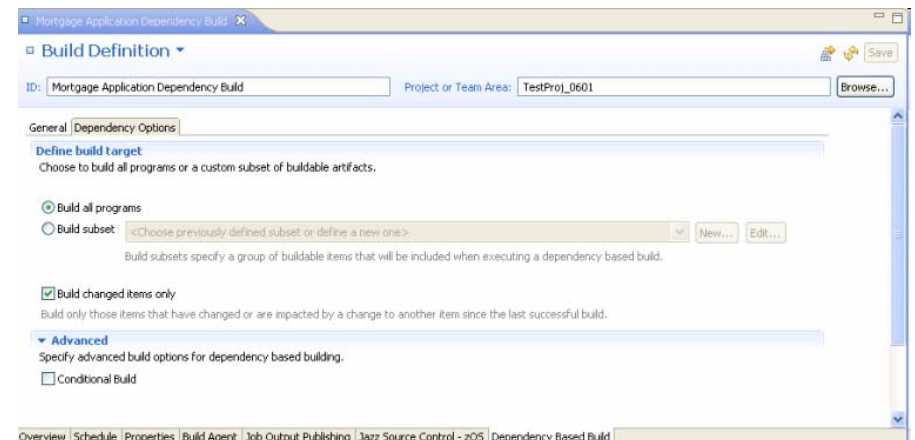 Mortgage Application Dependency Build
Build Definition
Save
ID: Mortgage Application Dependency Build Project or Team Area: TestProj_0601 Browse...
General Dependency Options
Define build target
Choose to build all programs or a custom subset of buildable artifacts.
Build all programs
Build subset <Choose previously defined subset or define a new one> New... Edit...
Build subsets specify a group of buildable items that will be included when executing a dependency based build.
Build changed items only
Build only those items that have changed or are impacted by a change to another item since the last successful build.
Advanced
Specify advanced build options for dependency based building.
Conditional Build
Overview Schedule Properties Build Agent Job Output Publishing Jazz Source Control - zOS Dependency Based Build